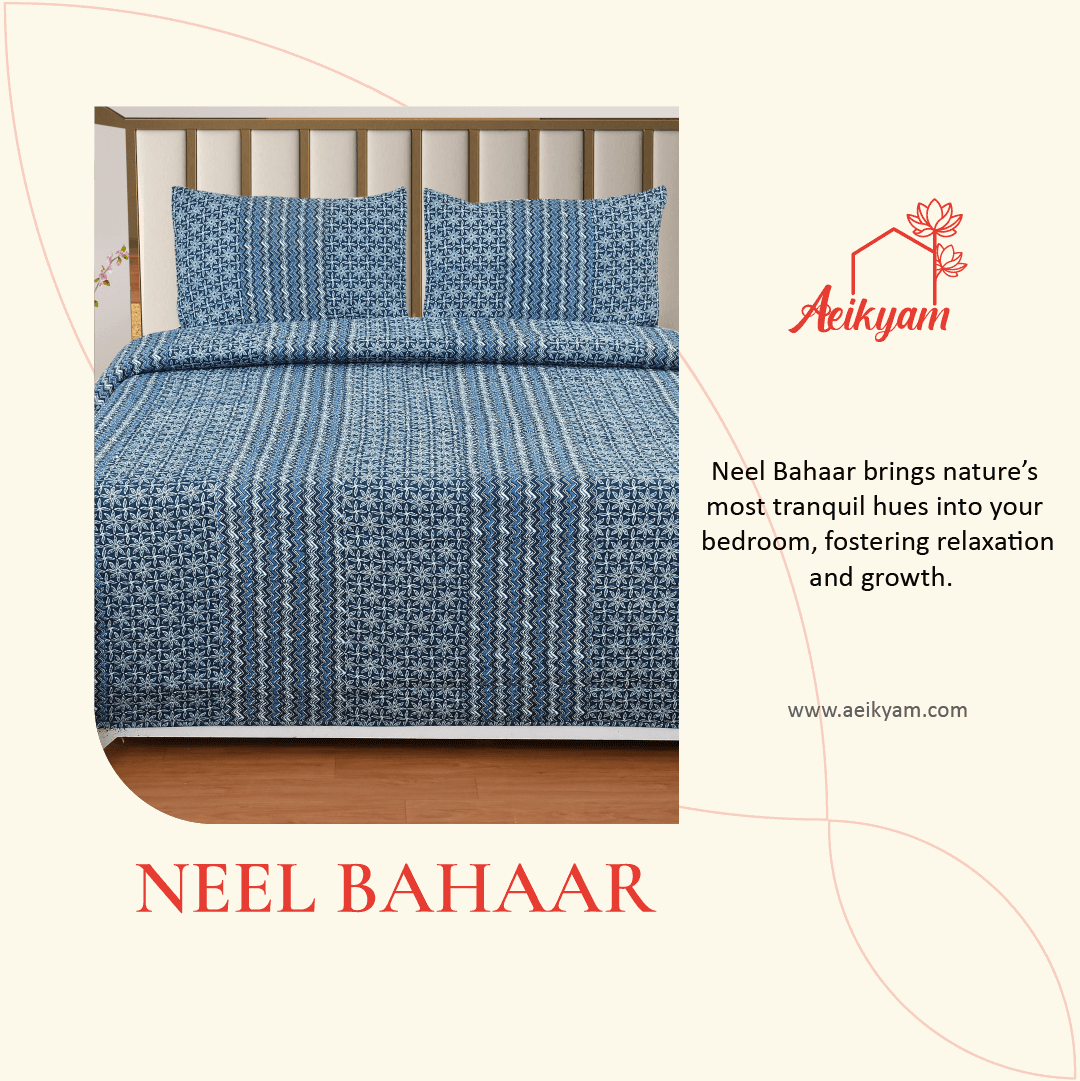 Aeikyam
Neel Bahaar brings nature’s
most tranquil hues into your
bedroom, fostering relaxation
and growth.
www.aeikyam.com
NEEL BAHAAR